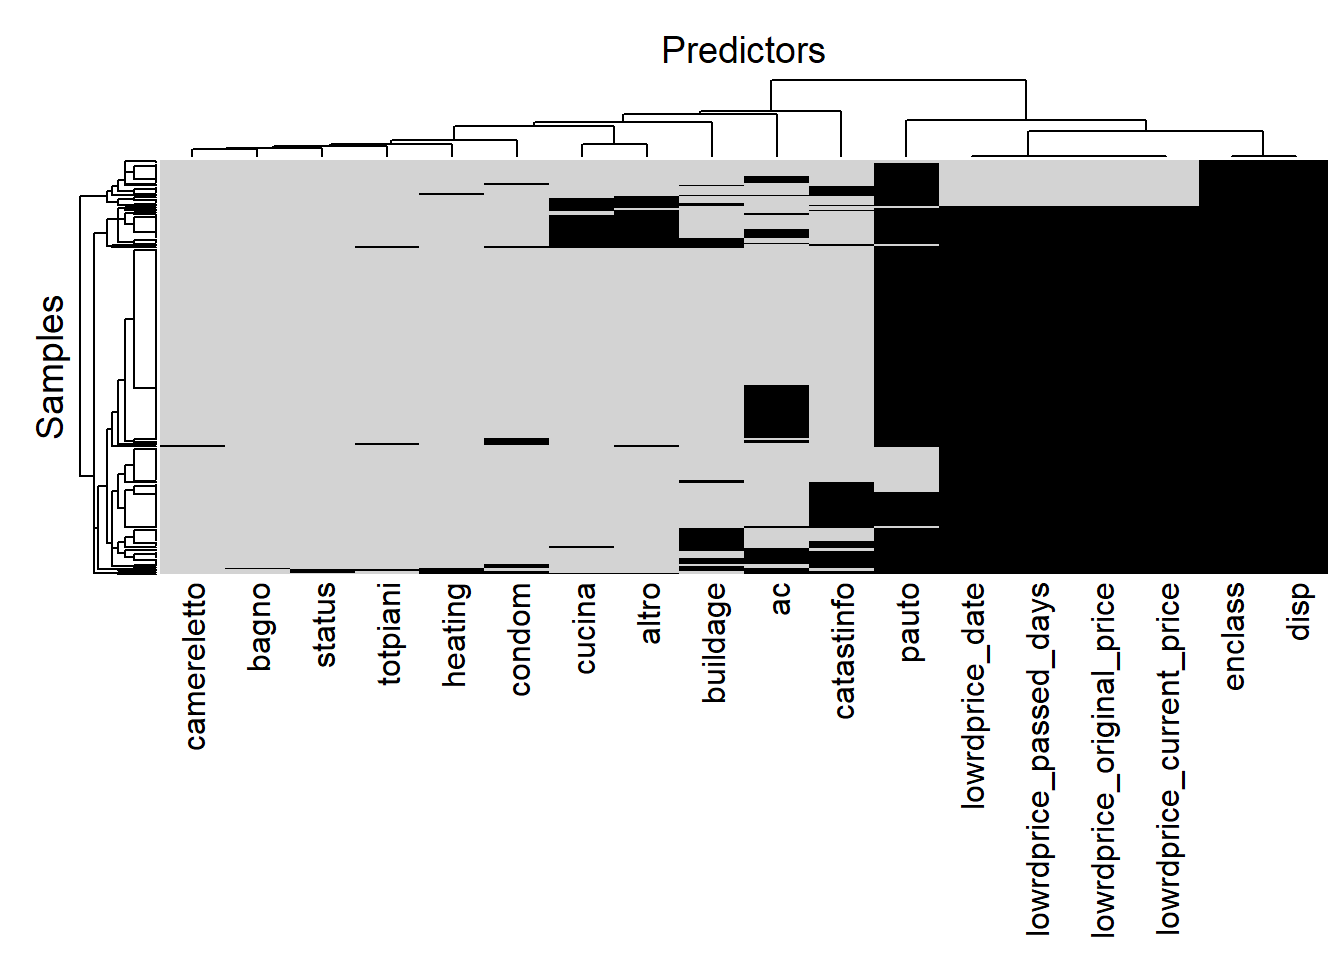 Predictors
Samples
camereletto
bagno
status
totpiani
heating
condom
cucina
altro
buildage
ac
catastinfo
pauto
lowrdprice_date
lowrdprice_passed_days
lowrdprice_original_price
lowrdprice_current_price
enclass
disp